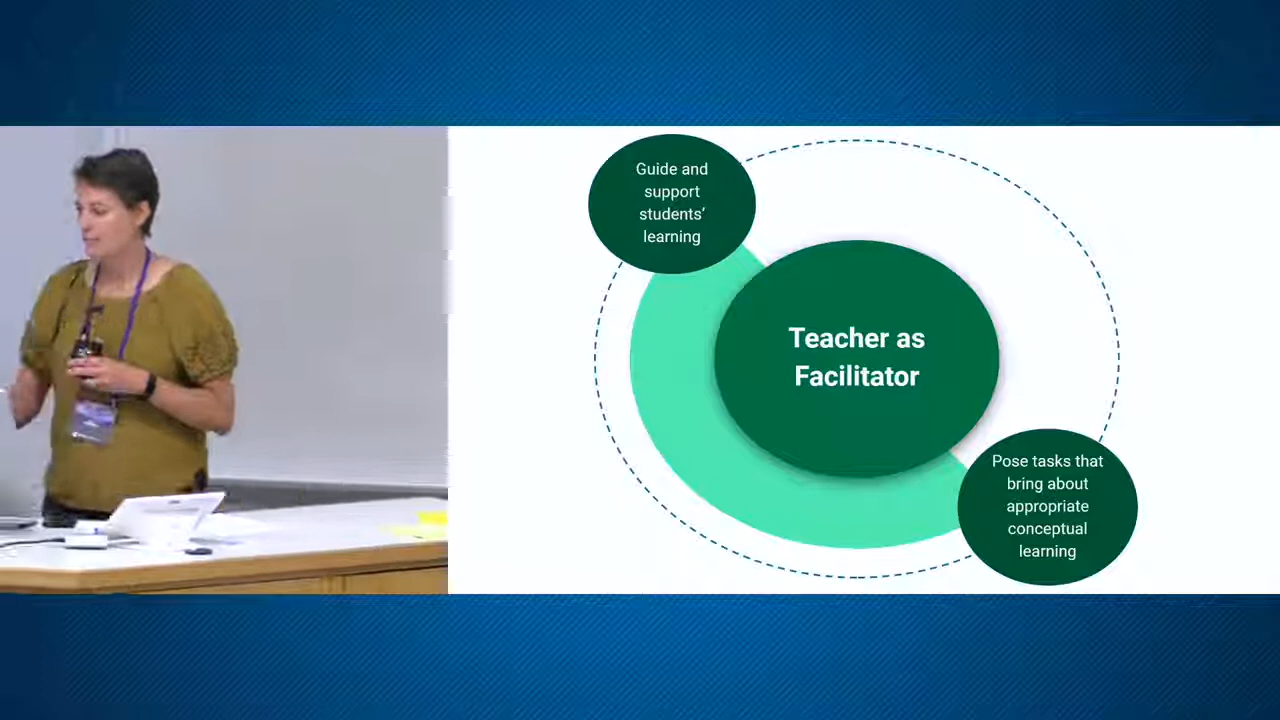 Guide and
support
students’
learning
Teacher as
Facilitator
Pose tasks that
bring about
appropriate
conceptual
learning